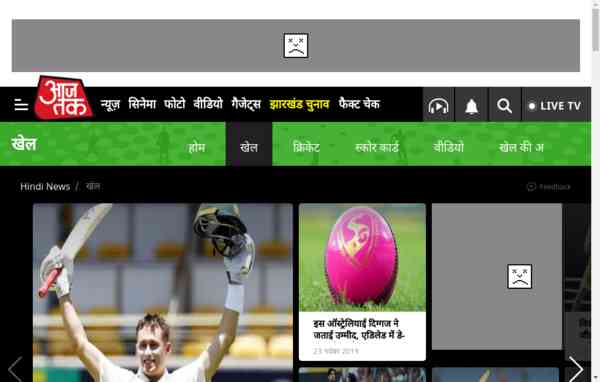 आज तक
न्यूज़ सिनेमा फोटो वीडियो गैजेट्स झारखंड चुनाव फैक्ट चेक
LIVE TV
खेल
होम खेल क्रिकेट स्कोर कार्ड वीडियो खेल की अ
Hindi News / खेल
Feedback
इस ऑस्ट्रेलियाई दिग्गज ने
जताई उम्मीद, एडिलेड में डे-
23 नवंबर 2019